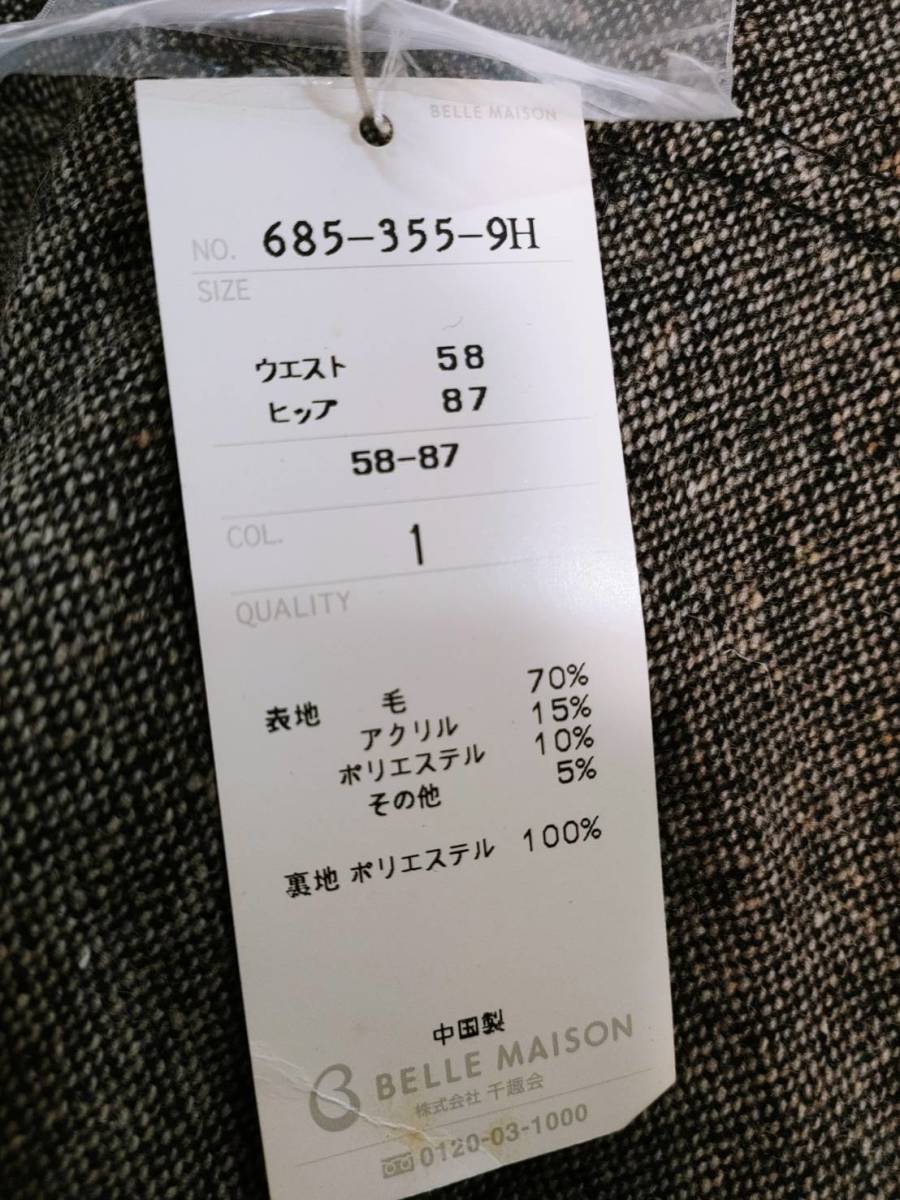 BELLE MAISON
NO. 685-355-9H
SIZE
ウエスト 58
ヒップ 87
58-87
COL. 1
QUALITY
表地 毛 70%
アクリル 15%
ポリエステル 10%
その他 5%
裏地 ポリエステル 100%
中国製
BELLE MAISON
株式会社 千趣会
0120-03-1000